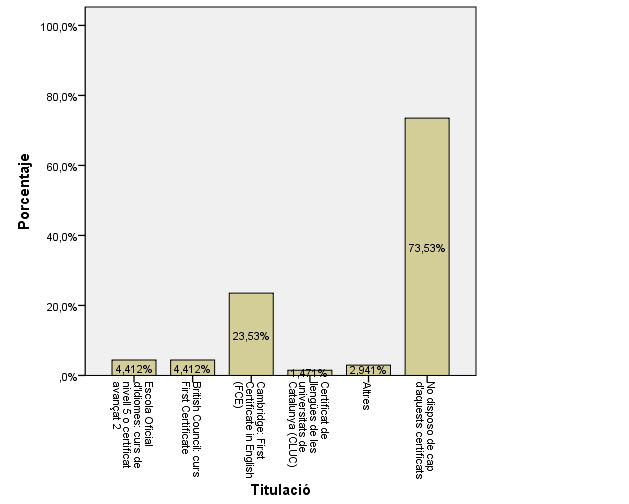 Porcentaje
100,0%
80,0%
60,0%
40,0%
20,0%
,0%
4,412%
4,412%
23,53%
1,471%
2,941%
73,53%
Escola Oficial
d'Idiomes: curs de
nivell 5 o certificat
avançat 2
British Council: curs
First Certificate
Cambridge: First
Certificate in English
(FCE)
Certificat de
llengües de les
universitats de
Catalunya (CLUC)
Altres
No disposo de cap
d'aquests certificats
Titulació